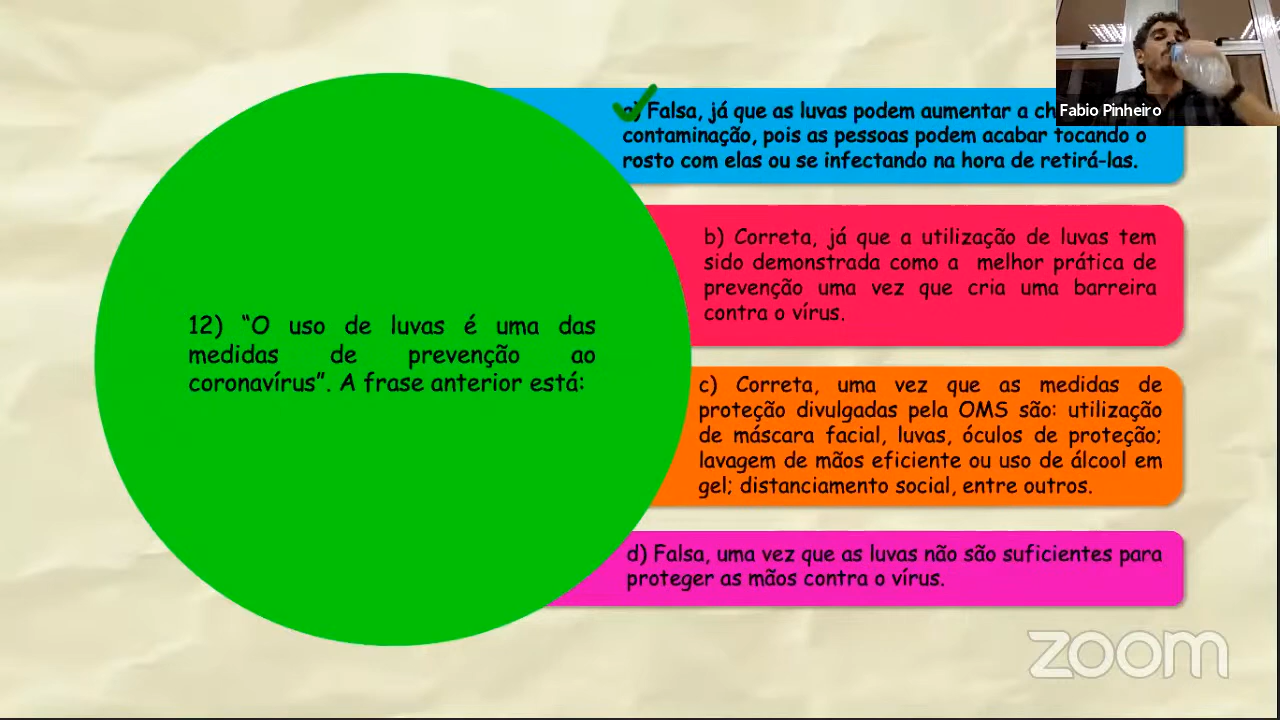 12) “O uso de luvas é uma das
medidas de prevenção ao
coronavírus”. A frase anterior está:
Falsa, já que as luvas podem aumentar a
contaminação, pois as pessoas podem acabar tocando o
rosto com elas ou se infectando na hora de retirá-las.
b) Correta, já que a utilização de luvas tem
sido demonstrada como a melhor prática de
prevenção uma vez que cria uma barreira
contra o vírus.
c) Correta, uma vez que as medidas de
proteção divulgadas pela OMS são: utilização
de máscara facial, luvas, óculos de proteção;
lavagem de mãos eficiente ou uso de álcool em
gel; distanciamento social, entre outros.
d) Falsa, uma vez que as luvas não são suficientes para
proteger as mãos contra o vírus.
Fabio Pinheiro
zoom